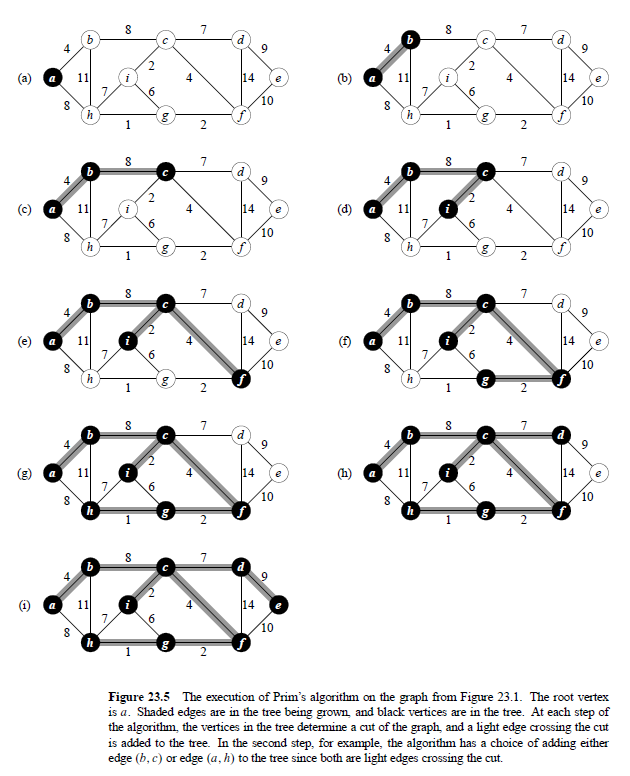 8 7
b c d
4 9
2
(a) a 11 i 4 14 e
7 6
8 10
h g f
1 2
8 7
b c d
4 9
2
(b) a 11 i 4 14 e
7 6
8 10
h g f
1 2
8 7
b c d
4 9
2
(c) a 11 i 4 14 e
7 6
8 10
h g f
1 2
8 7
b c d
4 9
2
(d) a 11 i 4 14 e
7 6
8 10
h g f
1 2
8 7
b c d
4 9
2
(e) a 11 i 4 14 e
7 6
8 10
h g f
1 2
8 7
b c d
4 9
2
(f) a 11 i 4 14 e
7 6
8 10
h g f
1 2
8 7
b c d
4 9
2
(g) a 11 i 4 14 e
7 6
8 10
h g f
1 2
8 7
b c d
4 9
2
(h) a 11 i 4 14 e
7 6
8 10
h g f
1 2
8 7
b c d
4 9
2
(i) a 11 i 4 14 e
7 6
8 10
h g f
1 2
Figure 23.5 The execution of Prim's algorithm on the graph from Figure 23.1. The root vertex
is a. Shaded edges are in the tree being grown, and black vertices are in the tree. At each step of
the algorithm, the vertices in the tree determine a cut of the graph, and a light edge crossing the cut
is added to the tree. In the second step, for example, the algorithm has a choice of adding either
edge (b, c) or edge (a, h) to the tree since both are light edges crossing the cut.